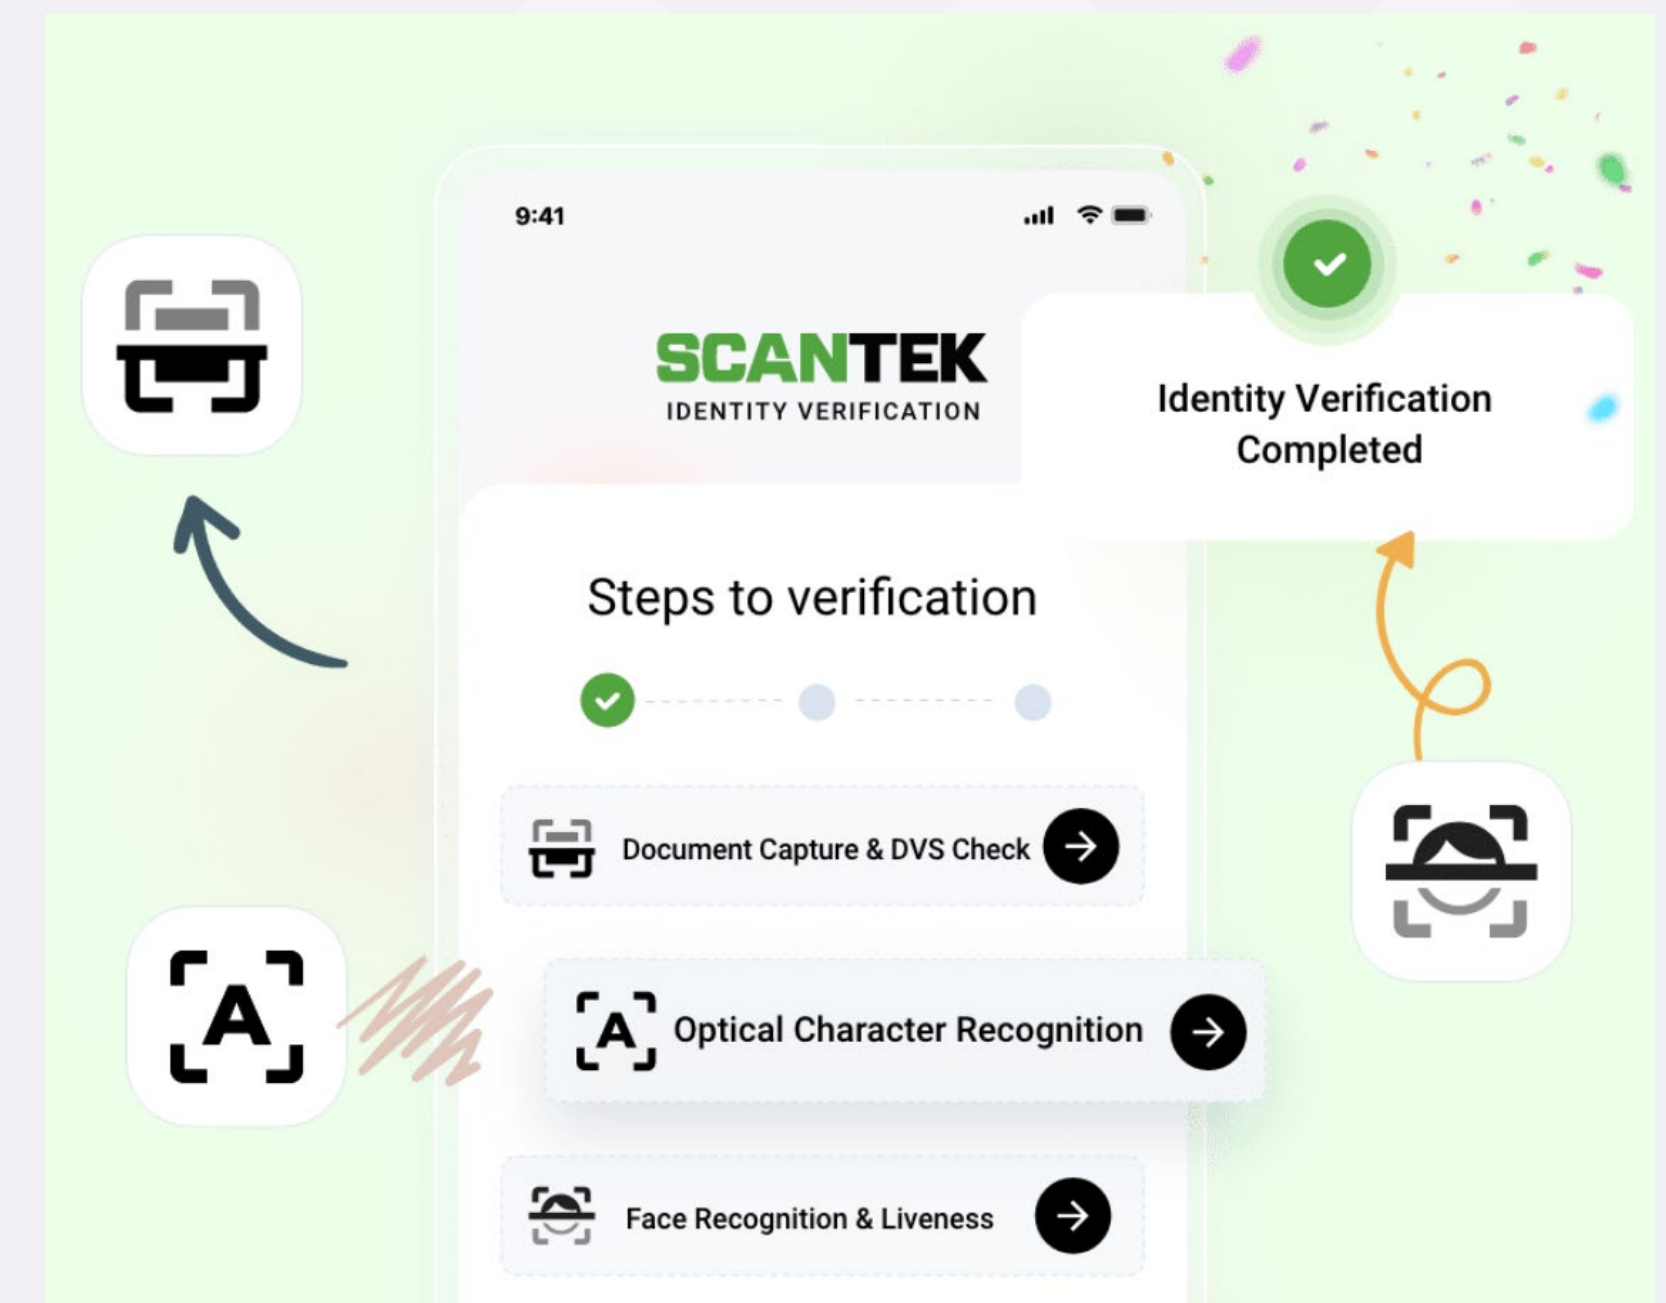 9:41
SCANTEK
IDENTITY VERIFICATION
Identity Verification
Completed
Steps to verification
Document Capture & DVS Check
A
A Optical Character Recognition
Face Recognition & Liveness